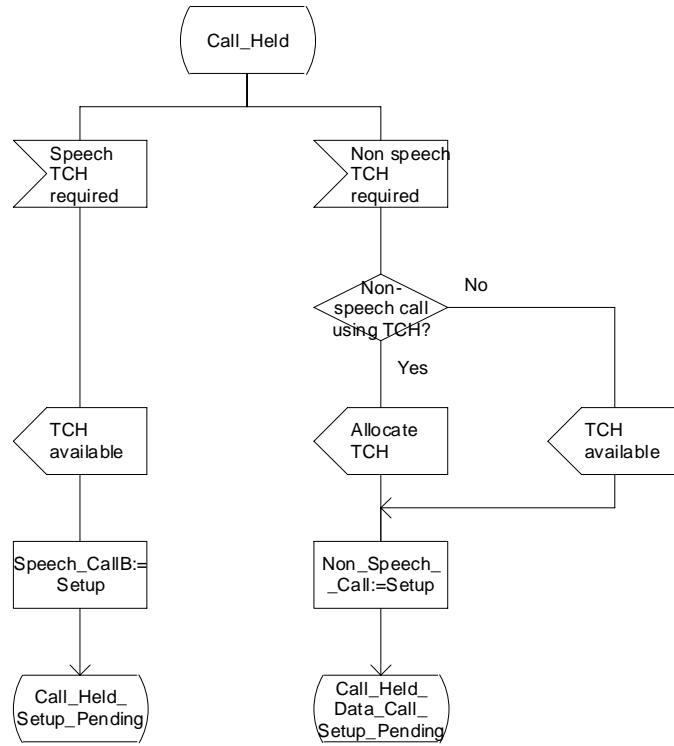 Call_Held
Speech
TCH
required
Non speech
TCH
required
Non-
speech call
using TCH?
No
Yes
TCH
available
Allocate
TCH
TCH
available
Speech_CallB:=
Setup
Non_Speech_
_Call:=Setup
Call_Held_
Setup_Pending
Call_Held_
Data_Call_
Setup_Pending